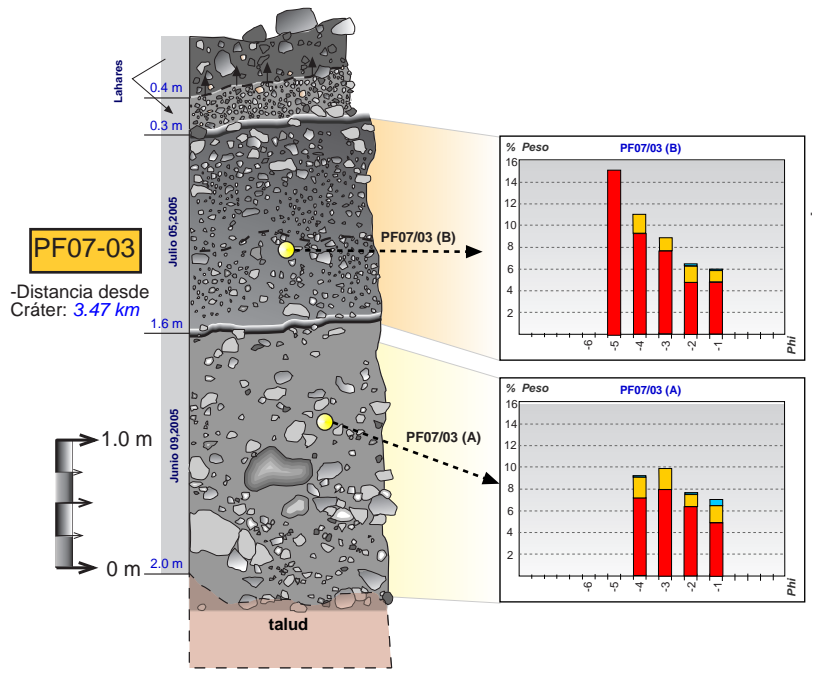 Lahares
0.4 m
0.3 m
Julio 05,2005
PF07-03
-Distancia desde
Cráter: 3.47 km
1.6 m
Junio 09,2005
1.0 m
0 m
2.0 m
talud
PF07/03 (B)
PF07/03 (A)
% Peso
PF07/03 (B)
16
14
12
10
8
6
4
2
-6
-5
-4
-3
-2
-1
Phi
% Peso
PF07/03 (A)
16
14
12
10
8
6
4
2
-6
-5
-4
-3
-2
-1
Phi